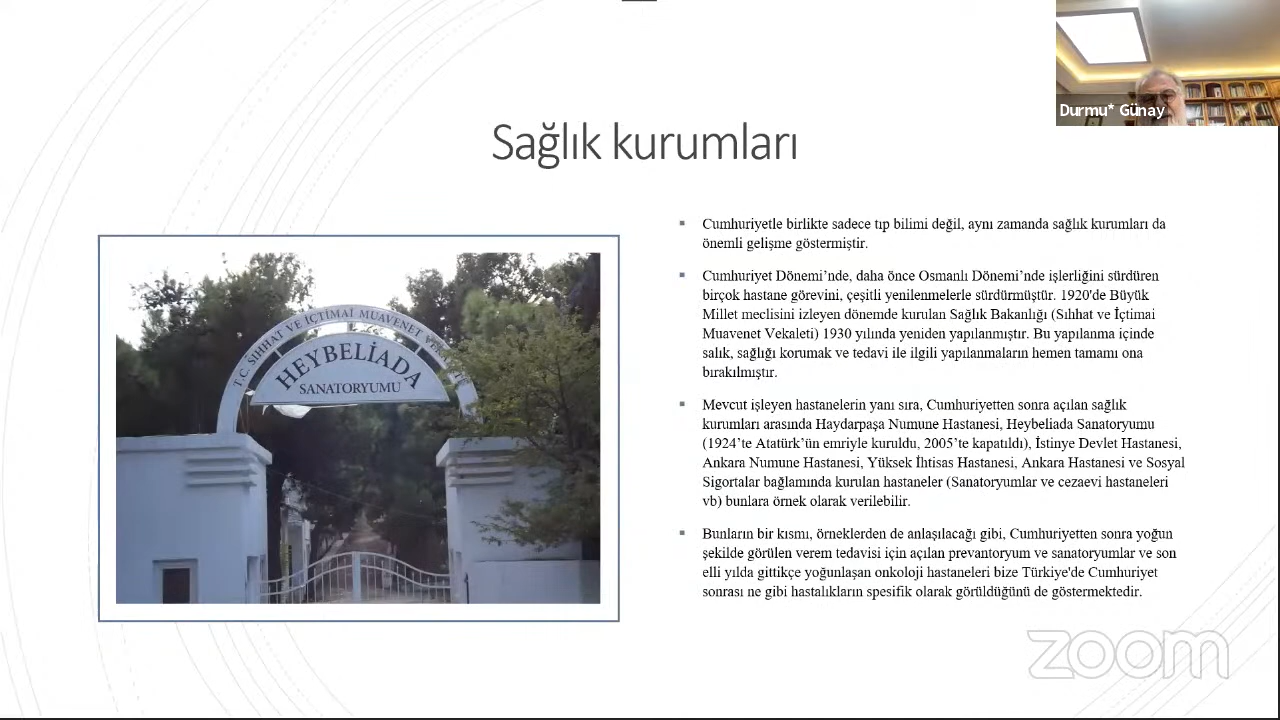 Durmu* Günay
Sağlık kurumları
T.C. SIHHAT VE İÇTİMAİ MUAVENET
HEYBELİADA
SANATORYUMU
Cumhuriyetle birlikte sadece tıp bilimi değil, aynı zamanda sağlık kurumları da
önemli gelişme göstermiştir.
Cumhuriyet Dönemi’nde, daha önce Osmanlı Dönemi’nde işlerliğini sürdüren
birçok hastane görevini, çeşitli yenilenmelerle sürdürmüştür. 1920'de Büyük
Millet meclisini izleyen dönemde kurulan Sağlık Bakanlığı (Sıhhat ve İçtimai
Muavenet Vekaleti) 1930 yılında yeniden yapılanmıştır. Bu yapılanma içinde
salık, sağlığı korumak ve tedavi ile ilgili yapılanmaların hemen tamamı ona
bırakılmıştır.
Mevcut işleyen hastanelerin yanı sıra, Cumhuriyetten sonra açılan sağlık
kurumları arasında Haydarpaşa Numune Hastanesi, Heybeliada Sanatoryumu
(1924’te Atatürk’ün emriyle kuruldu, 2005’te kapatıldı), İstinye Devlet Hastanesi,
Ankara Numune Hastanesi, Yüksek İhtisas Hastanesi, Ankara Hastanesi ve Sosyal
Sigortalar bağlamında kurulan hastaneler (Sanatoryumlar ve cezaevi hastaneleri
vb) bunlara örnek olarak verilebilir.
Bunların bir kısmı, örneklerden de anlaşılacağı gibi, Cumhuriyetten sonra yoğun
şekilde görülen verem tedavisi için açılan prevantoryum ve sanatoryumlar ve son
elli yılda gittikçe yoğunlaşan onkoloji hastaneleri bize Türkiye'de Cumhuriyet
sonrası ne gibi hastalıkların spesifik olarak görüldüğünü de göstermektedir.
zoom